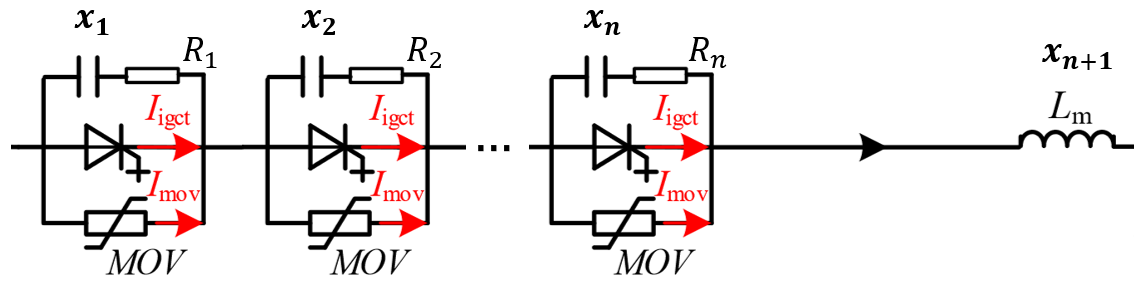 x1 x2 xn
R1 R2 Rn xn+1
Iigct Iigct Iigct Lm
...
Imov Imov Imov
MOV MOV MOV